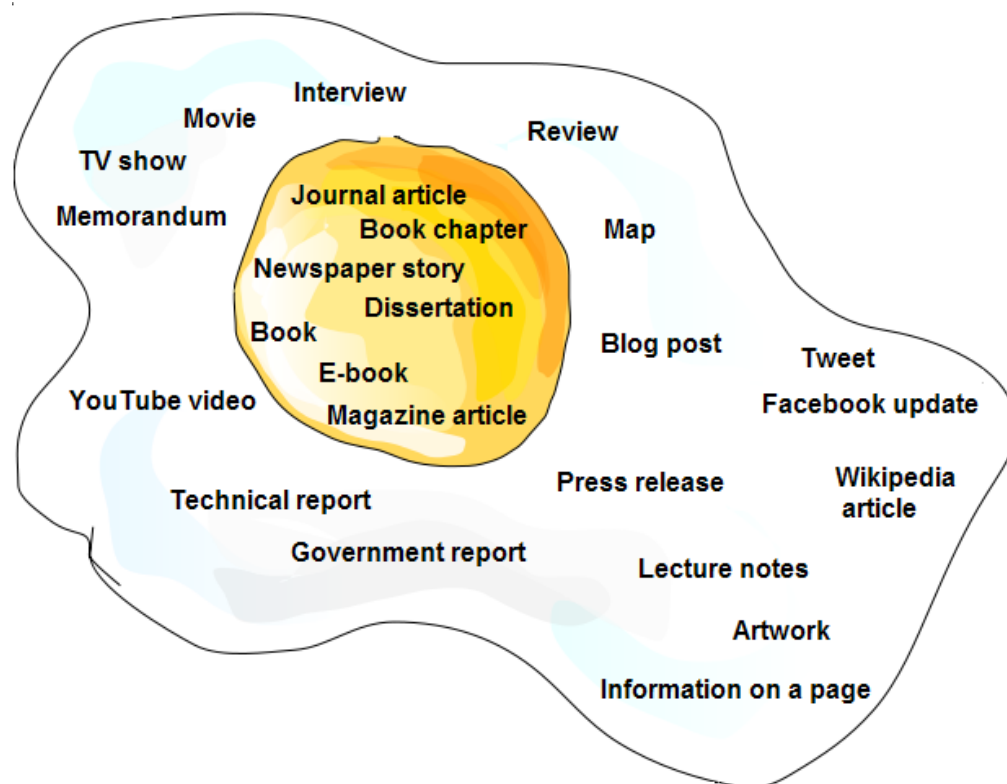 Interview
Movie
Review
TV show
Journal article
Memorandum
Book chapter
Map
Newspaper story
Dissertation
Book
Blog post
Tweet
E-book
YouTube video
Facebook update
Magazine article
Press release
Wikipedia
article
Technical report
Government report
Lecture notes
Artwork
Information on a page